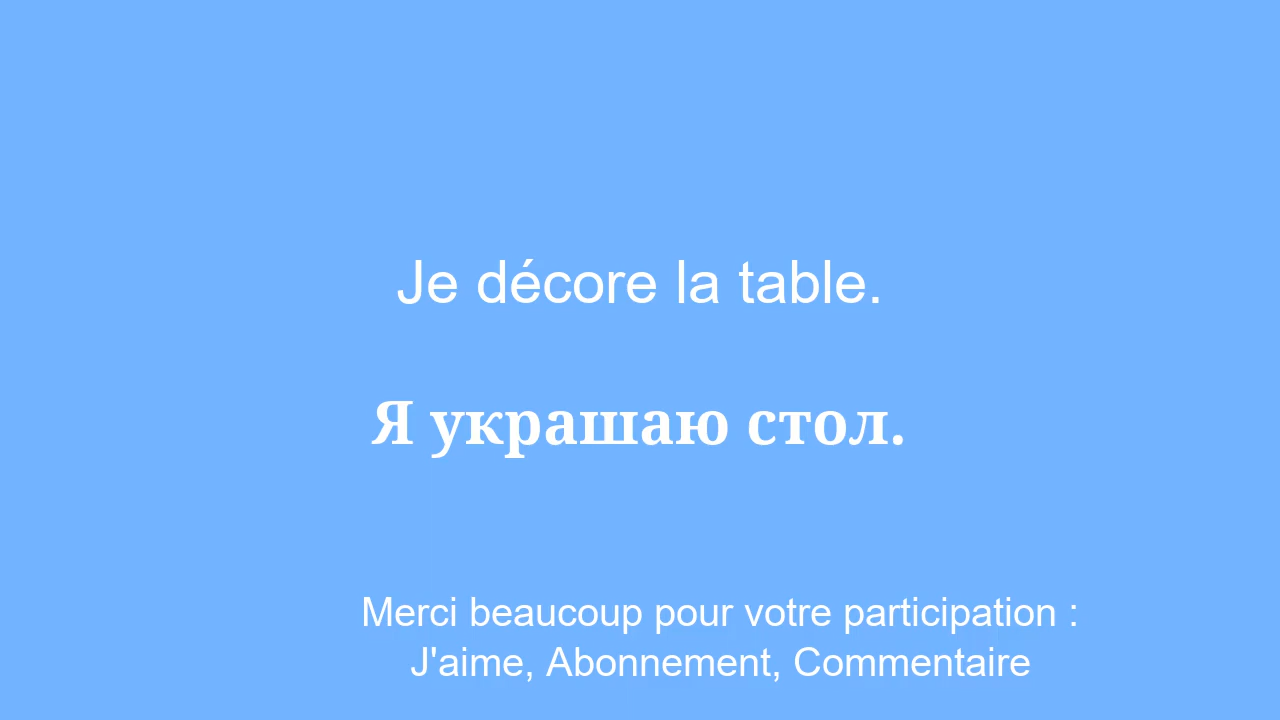 Je décore la table.
Я украшаю стол.
Merci beaucoup pour votre participation :
J'aime, Abonnement, Commentaire